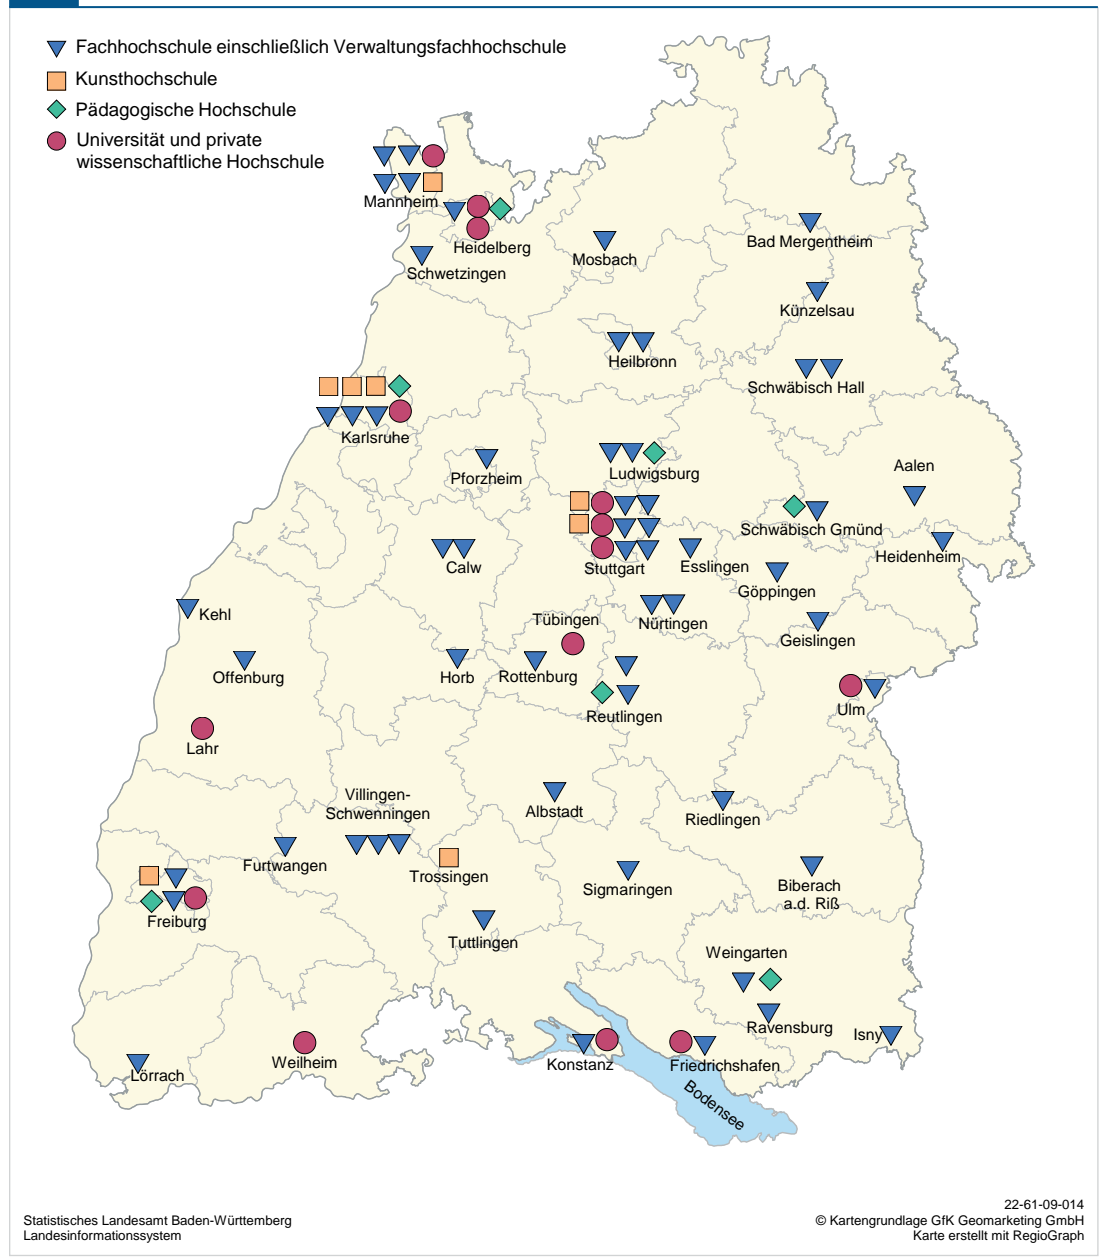 Fachhochschule einschließlich Verwaltungsfachhochschule
Kunsthochschule
Pädagogische Hochschule
Universität und private
wissenschaftliche Hochschule
Mannheim
Heidelberg
Schwetzingen
Mosbach
Bad Mergentheim
Künzelsau
Heilbronn
Schwäbisch Hall
Karlsruhe
Pforzheim
Ludwigsburg
Aalen
Schwäbisch Gmünd
Heidenheim
Stuttgart
Esslingen
Calw
Göppingen
Kehl
Tübingen
Nürtingen
Geislingen
Offenburg
Horb
Rottenburg
Reutlingen
Ulm
Lahr
Villingen-
Schwenningen
Albstadt
Riedlingen
Furtwangen
Trossingen
Sigmaringen
Biberach
a.d. Riß
Freiburg
Tuttlingen
Weingarten
Ravensburg
Isny
Lörrach
Weilheim
Konstanz
Friedrichshafen
Bodensee
22-61-09-014
Statistisches Landesamt Baden-Württemberg
Landesinformationssystem
© Kartengrundlage GfK Geomarketing GmbH
Karte erstellt mit RegioGraph